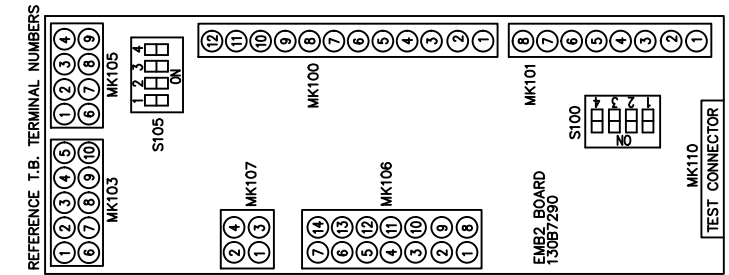 REFERENCE T.B. TERMINAL NUMBERS
1 2 3 4 5
6 7 8 9 10
MK103
1 2 3 4
6 7 8 9
MK105
1 2 3 4
ON
S105
12 11 10 9 8 7 6 5 4 3 2 1
MK100
8 7 6 5 4 3 2 1
MK101
4 3
2 1
MK107
14 13 12 11 10 9 8
7 6 5 4 3 2 1
MK106
S100
4 3 2 1
ON
EMB2 BOARD
130B7290
MK110
TEST CONNECTOR